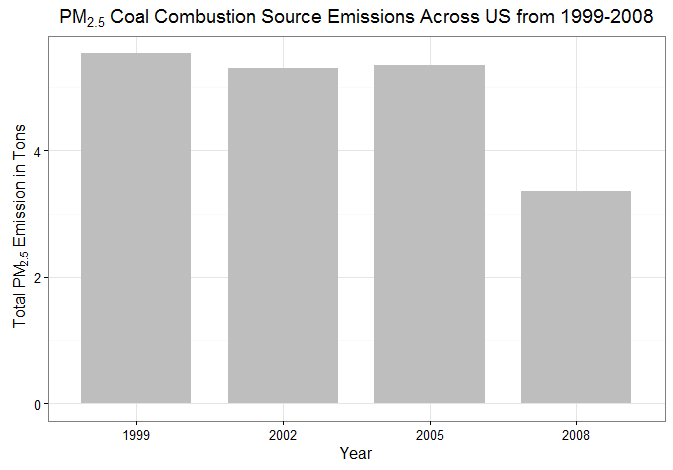 PM2.5 Coal Combustion Source Emissions Across US from 1999-2008
Total PM2.5 Emission in Tons
4
2
0
1999 2002 2005 2008
Year